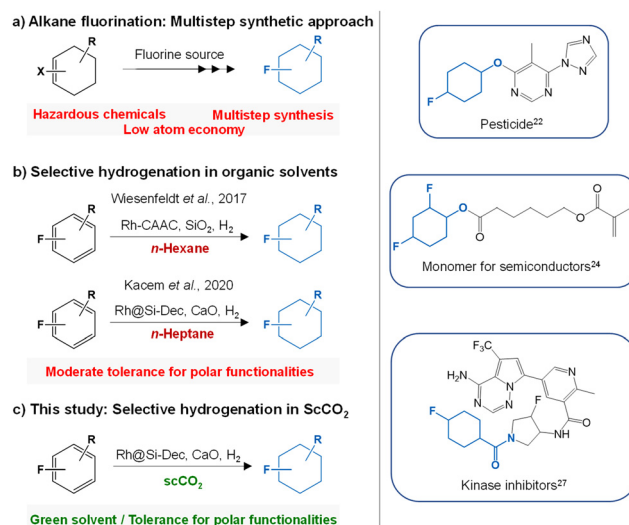 a) Alkane fluorination: Multistep synthetic approach
R
X
Fluorine source
R
F
Hazardous chemicals
Multistep synthesis
Low atom economy
b) Selective hydrogenation in organic solvents
Wiesenfeldt et al., 2017
R
F
Rh-CAAC, SiO₂, H₂
n-Hexane
R
F
Kacem et al., 2020
R
F
Rh@Si-Dec, CaO, H₂
n-Heptane
R
F
Moderate tolerance for polar functionalities
c) This study: Selective hydrogenation in ScCO₂
R
F
Rh@Si-Dec, CaO, H₂
scCO₂
R
F
Green solvent / Tolerance for polar functionalities
N
N
N
O
N
N
F
Pesticide²²
F
O
O
O
O
F
Monomer for semiconductors²⁴
F₃C
N
H₂N
N
N
N
F
F
O
N
NH
O
Kinase inhibitors²⁷